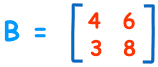 B = [ 4 6
3 8 ]